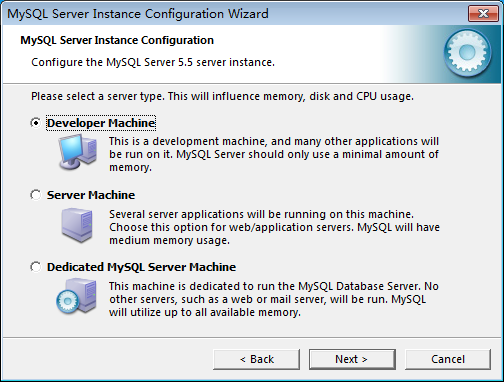 MySQL Server Instance Configuration Wizard
MySQL Server Instance Configuration
Configure the MySQL Server 5.5 server instance.
Please select a server type. This will influence memory, disk and CPU usage.
Developer Machine
This is a development machine, and many other applications will
be run on it. MySQL Server should only use a minimal amount of
memory.
Server Machine
Several server applications will be running on this machine.
Choose this option for web/application servers. MySQL will have
medium memory usage.
Dedicated MySQL Server Machine
This machine is dedicated to run the MySQL Database Server. No
other servers, such as a web or mail server, will be run. MySQL
will utilize up to all available memory.
< Back
Next >
Cancel